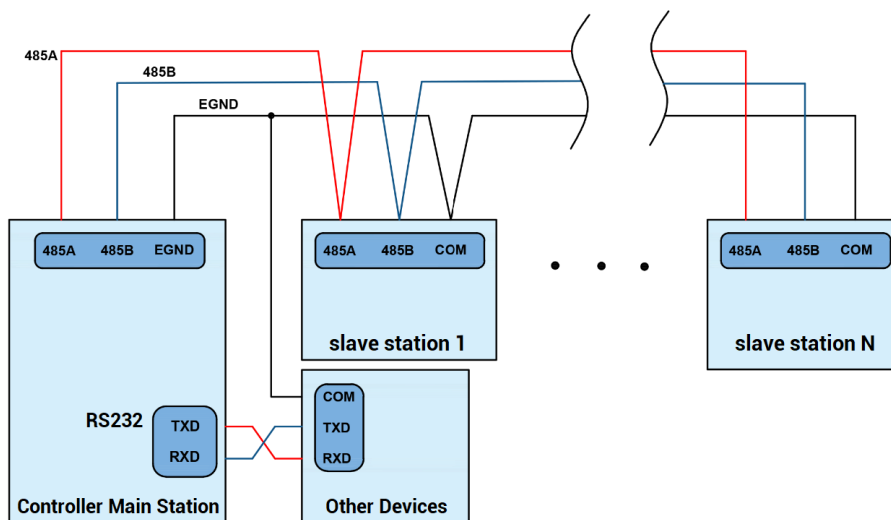 485A
485B
EGND
485A 485B EGND
485A 485B COM
485A 485B COM
slave station 1
slave station N
COM
RS232
TXD
TXD
RXD
RXD
Controller Main Station
Other Devices